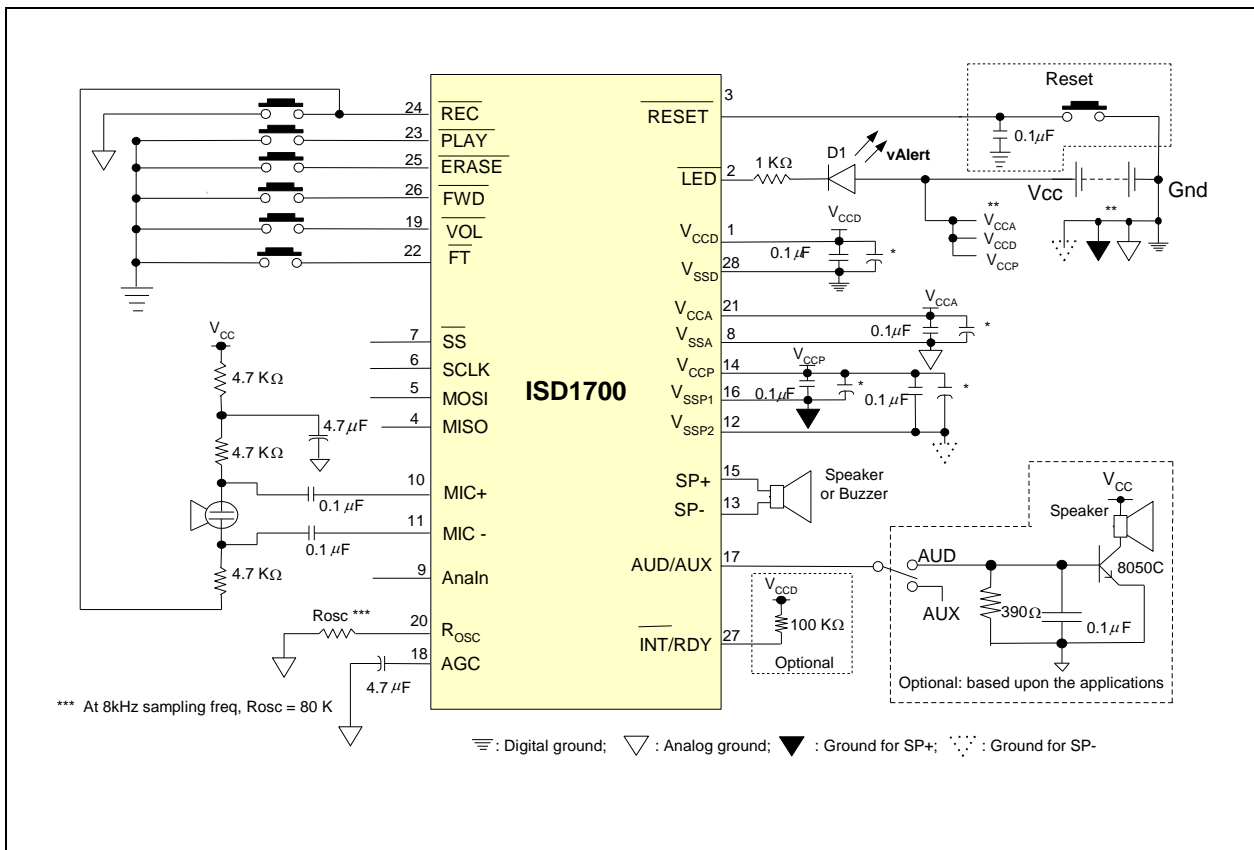 Reset
3
24
REC
RESET
0.1μF
23
PLAY
D1
vAlert
25
ERASE
1 KΩ
2
LED
26
FWD
Vcc
Gnd
19
VOL
**
**
VCCA
VCCD
VCCP
22
FT
VCCD
1
VCCD
0.1μF
*
28
VSSD
VCC
7
SS
21
VCCA
VCCA
0.1μF
*
6
SCLK
8
VSSA
4.7 KΩ
5
MOSI
ISD1700
14
VCCP
VCCP
0.1μF
*
0.1μF
*
16
VSSP1
4
MISO
4.7μF
12
VSSP2
4.7 KΩ
10
MIC+
0.1μF
15
SP+
Speaker
or Buzzer
13
SP-
11
MIC -
0.1μF
VCC
Speaker
17
AUD/AUX
AUD
8050C
4.7 KΩ
9
AnaIn
AUX
VCCD
390Ω
0.1μF
100 KΩ
Rosc ***
20
ROSC
27
INT/RDY
18
AGC
Optional
4.7 μF
Optional: based upon the applications
*** At 8kHz sampling freq, Rosc = 80 K
: Digital ground; : Analog ground; : Ground for SP+; : Ground for SP-